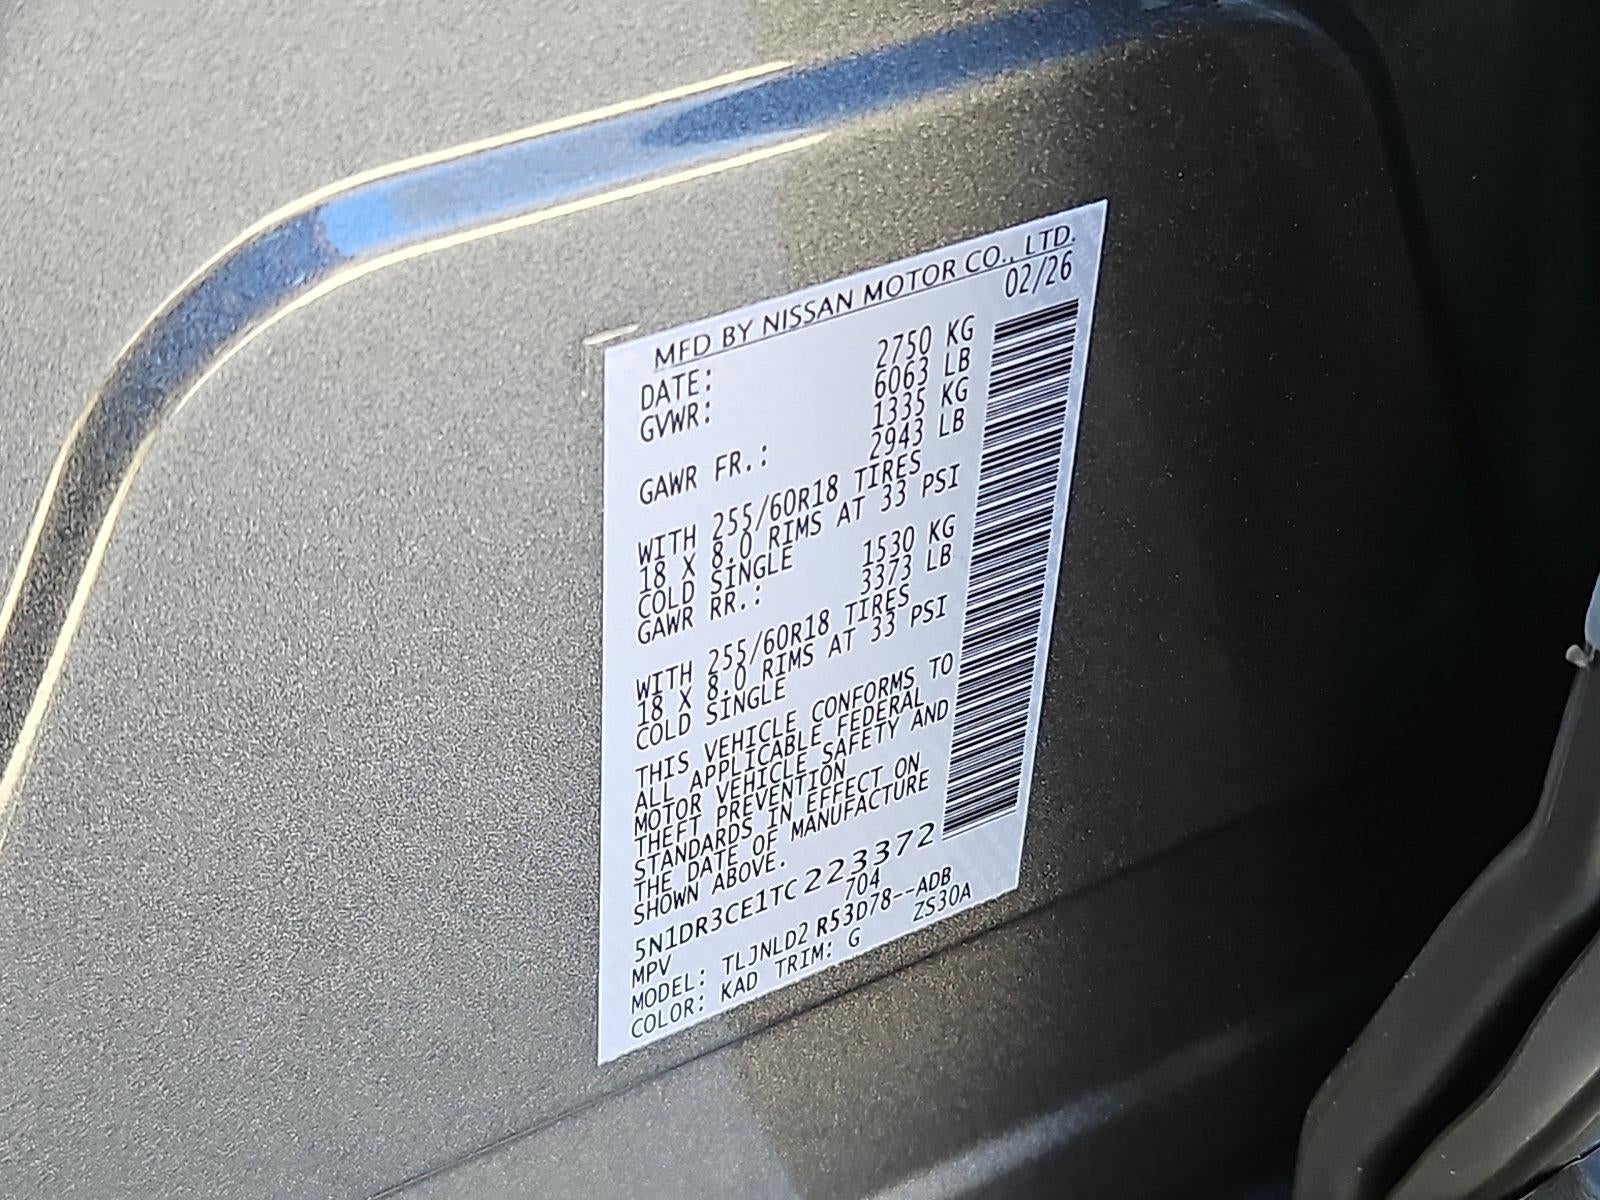 MFD BY NISSAN MOTOR CO., LTD.
DATE: 02/26
GVWR: 2750 KG
6063 LB
GAWR FR.: 1335 KG
2943 LB
WITH 255/60R18 TIRES
18 X 8.0 RIMS AT 33 PSI
COLD SINGLE
GAWR RR.: 1530 KG
3373 LB
WITH 255/60R18 TIRES
18 X 8.0 RIMS AT 33 PSI
COLD SINGLE
THIS VEHICLE CONFORMS TO
ALL APPLICABLE FEDERAL
MOTOR VEHICLE SAFETY AND
THEFT PREVENTION
STANDARDS IN EFFECT ON
THE DATE OF MANUFACTURE
SHOWN ABOVE.
5N1DR3CE1TC223372
MPV 704
MODEL: TLJNLD2 R53D78--ADB
COLOR: KAD TRIM: G ZS30A